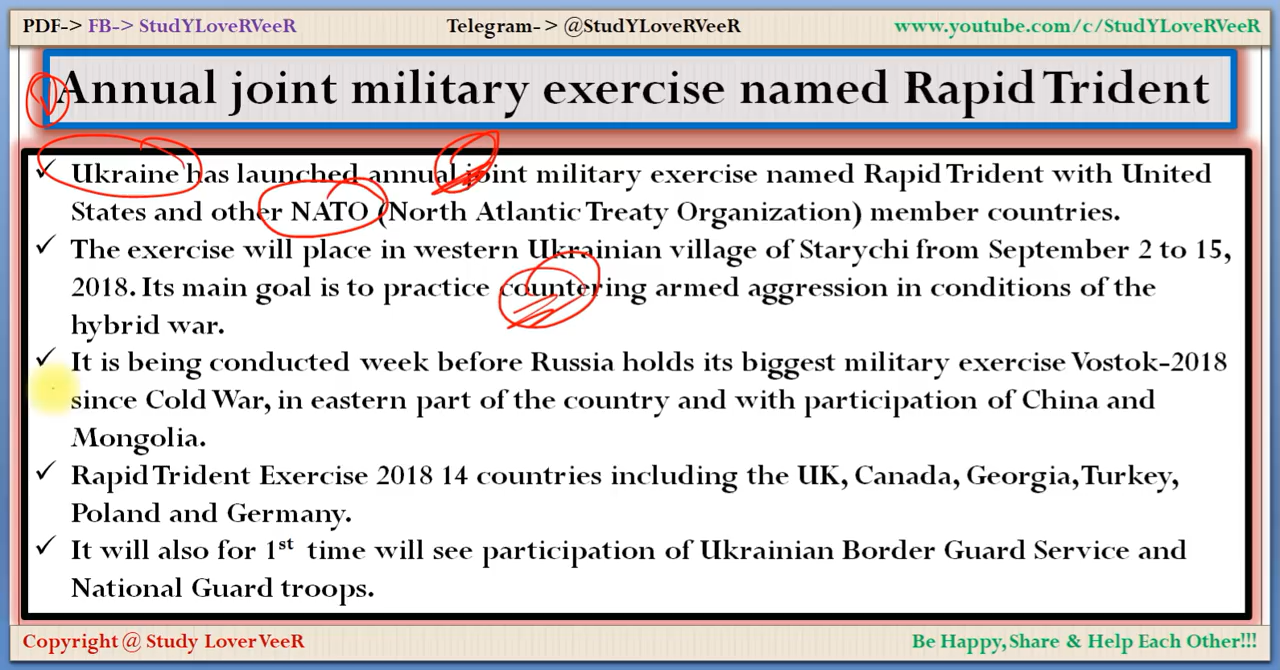 PDF-> FB-> StudYLoveRVeeR
Telegram-> @StudYLoveRVeeR
www.youtube.com/c/StudYLoveRVeeR
Annual joint military exercise named Rapid Trident
✓ Ukraine has launched annual joint military exercise named Rapid Trident with United
States and other NATO (North Atlantic Treaty Organization) member countries.
✓ The exercise will place in western Ukrainian village of Starychi from September 2 to 15,
2018. Its main goal is to practice countering armed aggression in conditions of the
hybrid war.
✓ It is being conducted week before Russia holds its biggest military exercise Vostok-2018
since Cold War, in eastern part of the country and with participation of China and
Mongolia.
✓ Rapid Trident Exercise 2018 14 countries including the UK, Canada, Georgia, Turkey,
Poland and Germany.
✓ It will also for 1st time will see participation of Ukrainian Border Guard Service and
National Guard troops.
Copyright @ Study LoverVeeR
Be Happy, Share & Help Each Other!!!